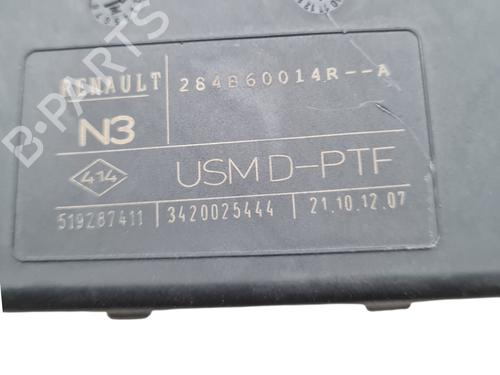 RENAULT 284B60014R--A
N3
414 USM D-PTF
519287411 3420025444 21.10.12.07
B-PARTS